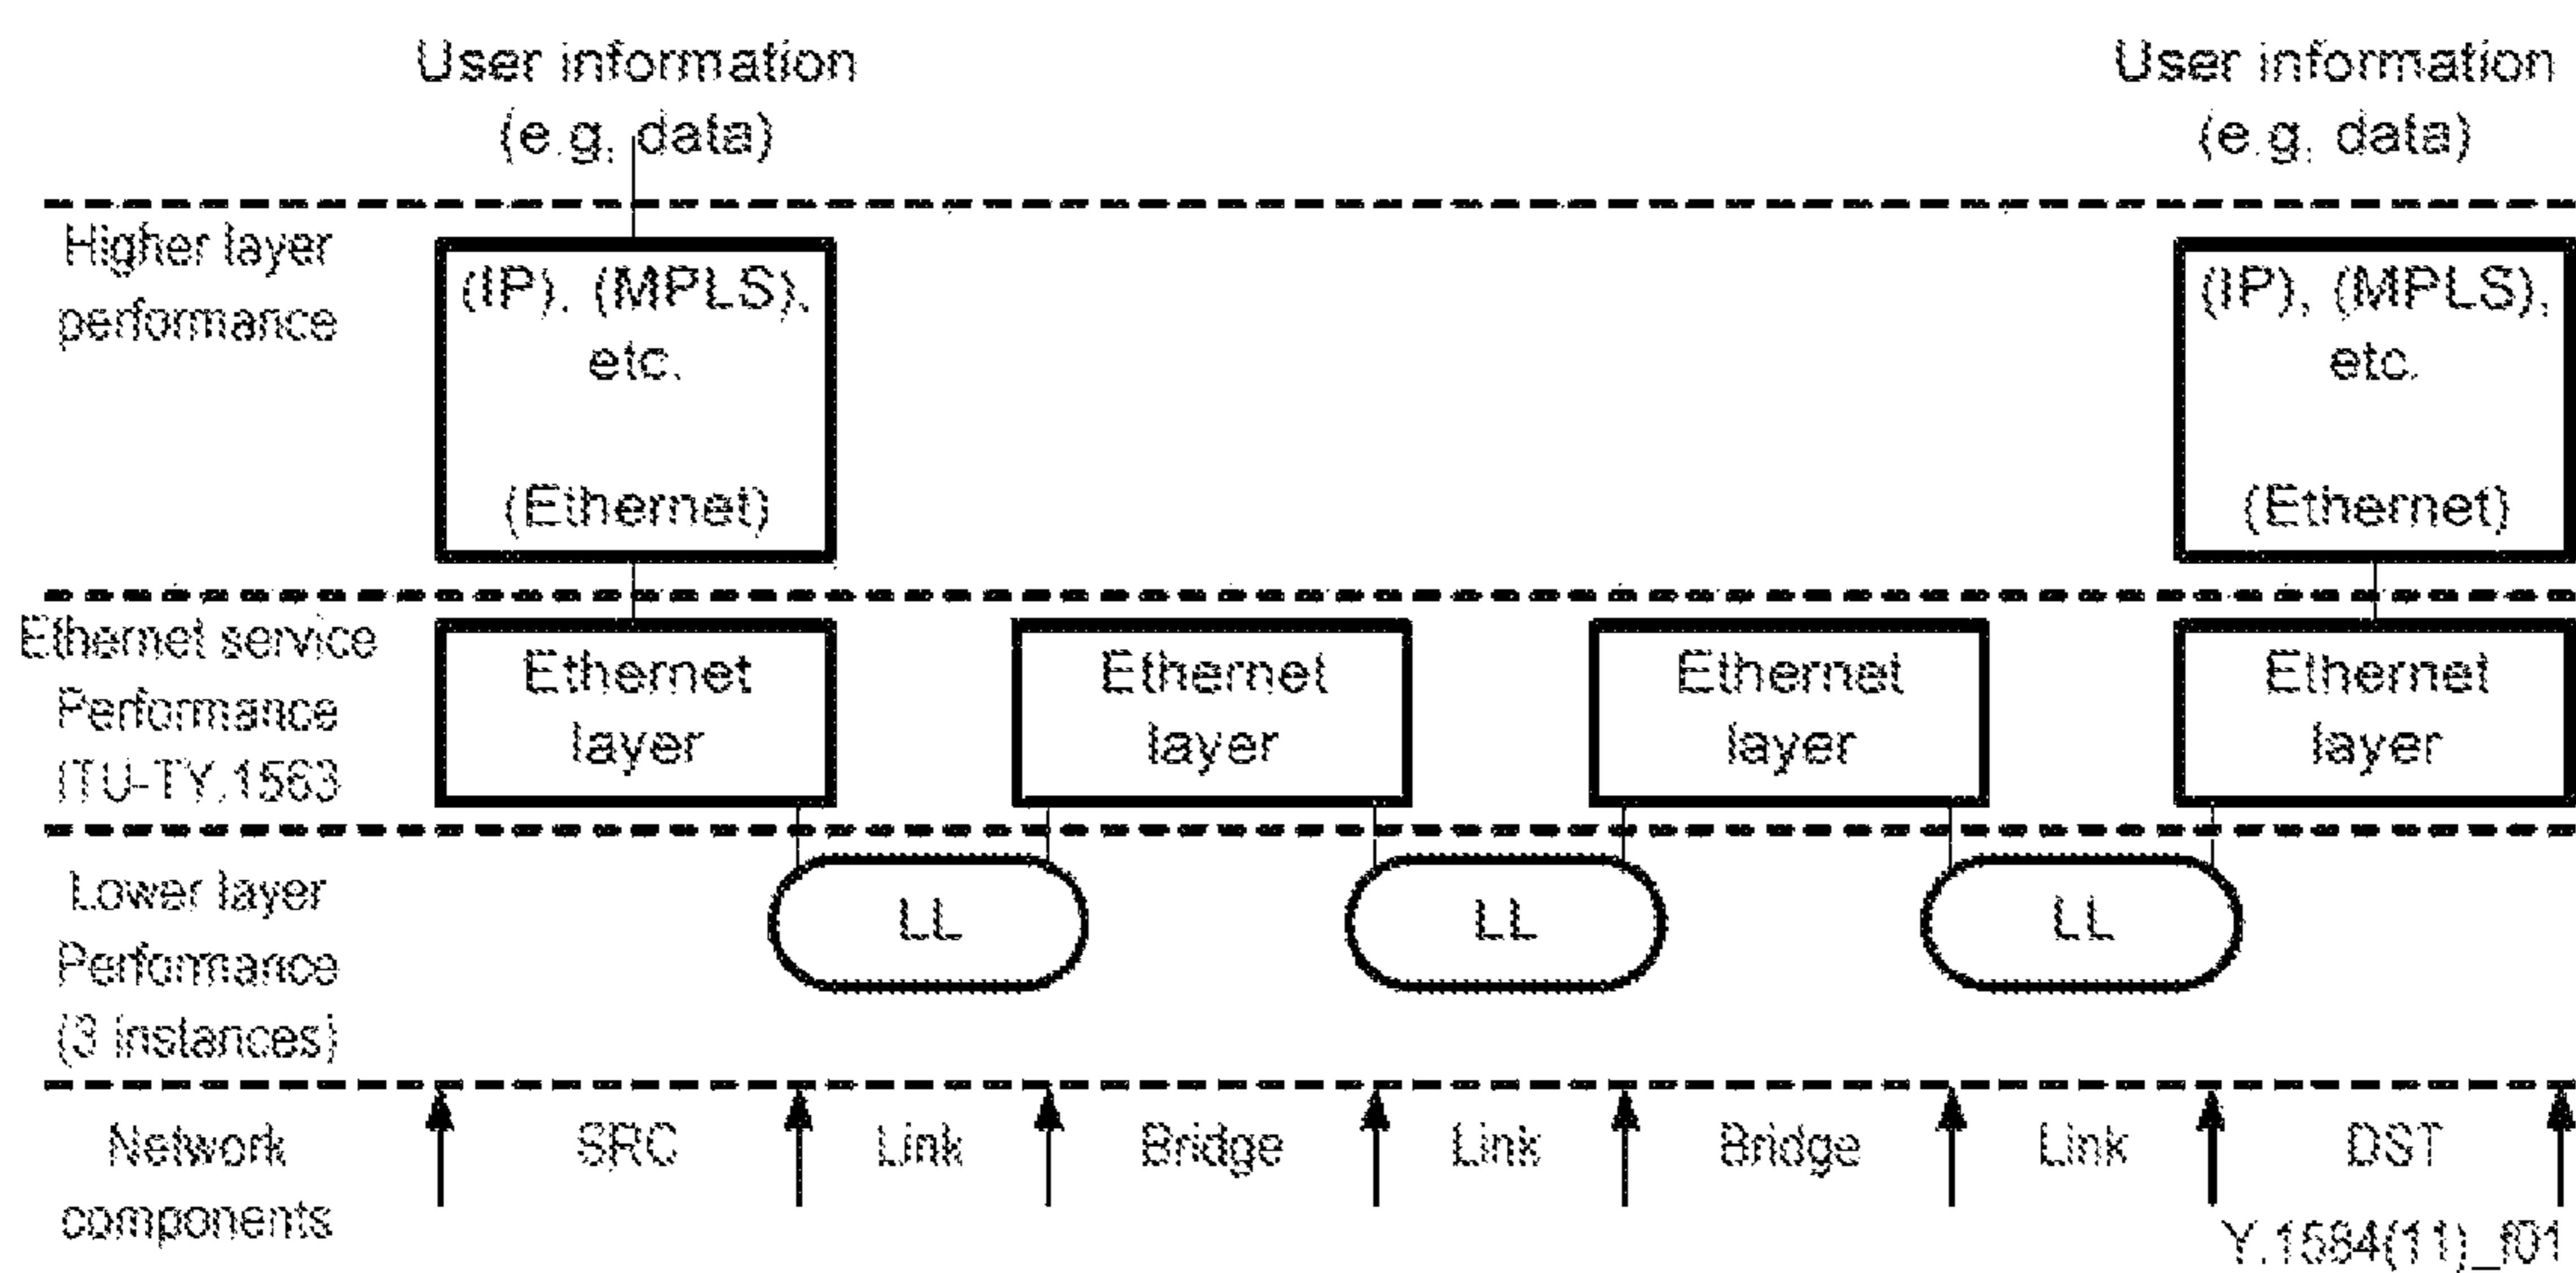 User information
(e.g. data)
User information
(e.g. data)
Higher layer
performance
(IP), (MPLS),
etc.
(Ethernet)
(IP), (MPLS),
etc.
(Ethernet)
Ethernet service
Performance
ITU-TY.1563
Ethernet
layer
Ethernet
layer
Ethernet
layer
Ethernet
layer
Lower layer
Performance
(3 instances)
LL
LL
LL
Network
components
SRC
Link
Bridge
Link
Bridge
Link
DST
Y.1564(11)_f01